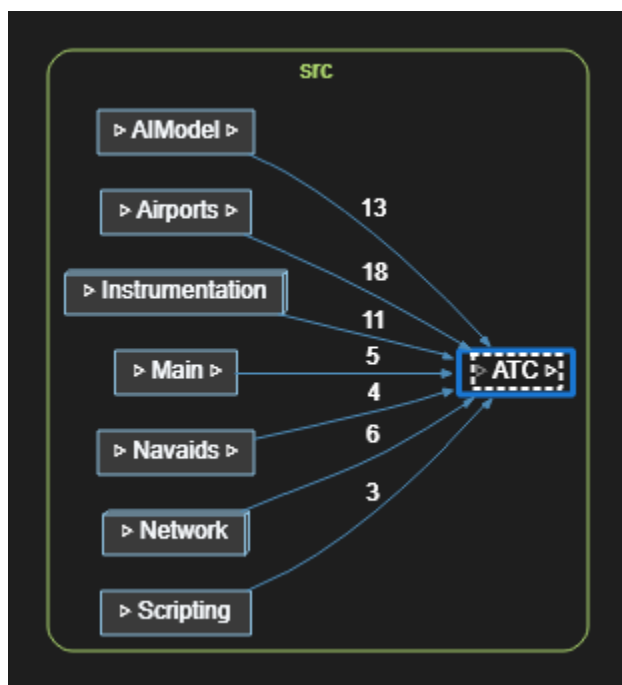 src
AIModel
13
Airports
18
Instrumentation
11
Main
5
ATC
4
Navaids
6
Network
3
Scripting